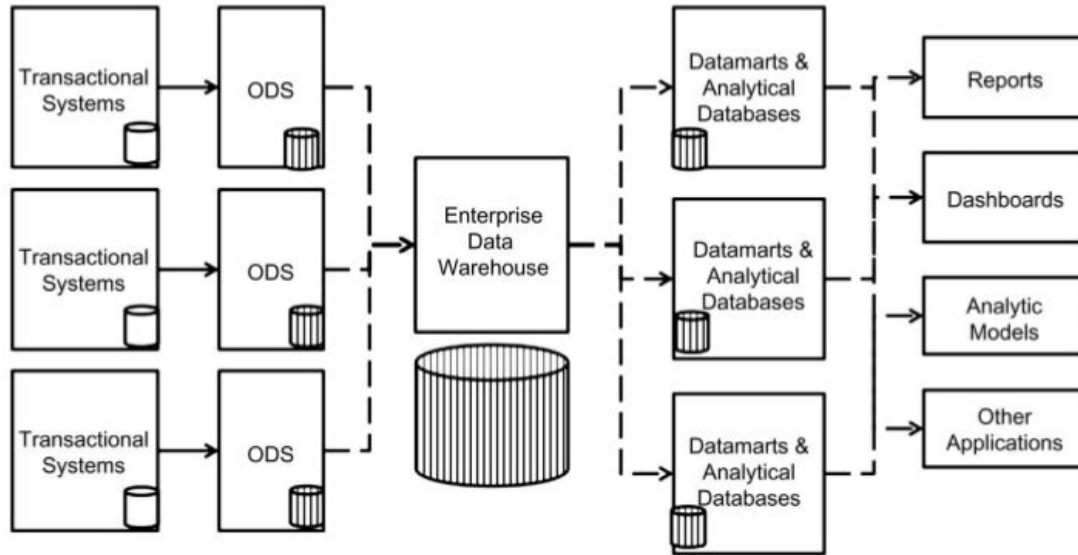 Transactional
Systems
ODS
Transactional
Systems
ODS
Transactional
Systems
ODS
Enterprise
Data
Warehouse
Datamarts &
Analytical
Databases
Datamarts &
Analytical
Databases
Datamarts &
Analytical
Databases
Reports
Dashboards
Analytic
Models
Other
Applications